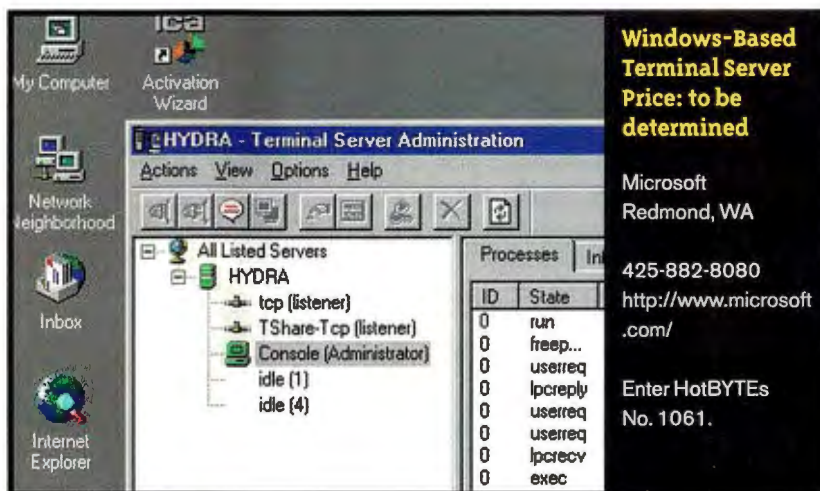 My Computer
ica
Activation
Wizard
Network
Neighborhood
Inbox
Internet
Explorer
HYDRA - Terminal Server Administration
Actions View Options Help
All Listed Servers
HYDRA
tcp (listener)
TShare-Tcp (listener)
Console (Administrator)
idle (1)
idle (4)
Processes
ID State
0 run
0 freep...
0 userreq
0 lpcreply
0 userreq
0 userreq
0 lpcrecv
0 exec
Windows-Based
Terminal Server
Price: to be
determined
Microsoft
Redmond, WA
425-882-8080
http://www.microsoft
.com/
Enter HotBYTEs
No. 1061.